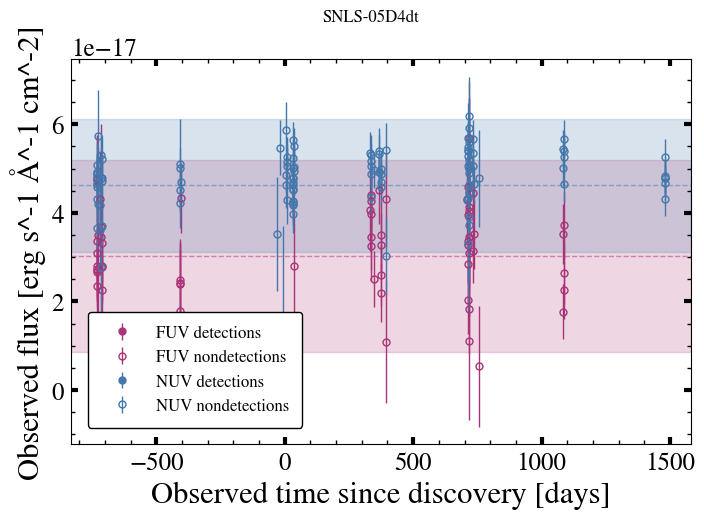 SNLS-05D4dt
1e−17
Observed flux [erg s^-1 Å^-1 cm^-2]
6
4
2
0
FUV detections
FUV nondetections
NUV detections
NUV nondetections
−500
0
500
1000
1500
Observed time since discovery [days]